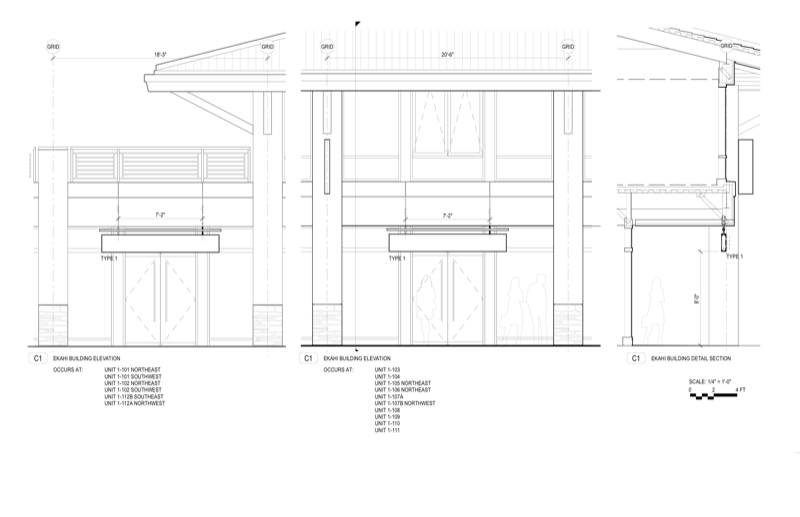 GRID
GRID
18'-3"
7'-2"
TYPE 1
C1 EKAHI BUILDING ELEVATION
OCCURS AT:
UNIT 1-101 NORTHEAST
UNIT 1-101 SOUTHWEST
UNIT 1-102 NORTHEAST
UNIT 1-102 SOUTHWEST
UNIT 1-112B SOUTHEAST
UNIT 1-112A NORTHWEST
GRID
GRID
20'-6"
7'-2"
TYPE 1
C1 EKAHI BUILDING ELEVATION
OCCURS AT:
UNIT 1-103
UNIT 1-104
UNIT 1-105 NORTHEAST
UNIT 1-106 NORTHEAST
UNIT 1-107A
UNIT 1-107B NORTHWEST
UNIT 1-108
UNIT 1-109
UNIT 1-110
UNIT 1-111
GRID
TYPE 1
8'-0"
C1 EKAHI BUILDING DETAIL SECTION
SCALE: 1/4" = 1'-0"
0 2 4 FT